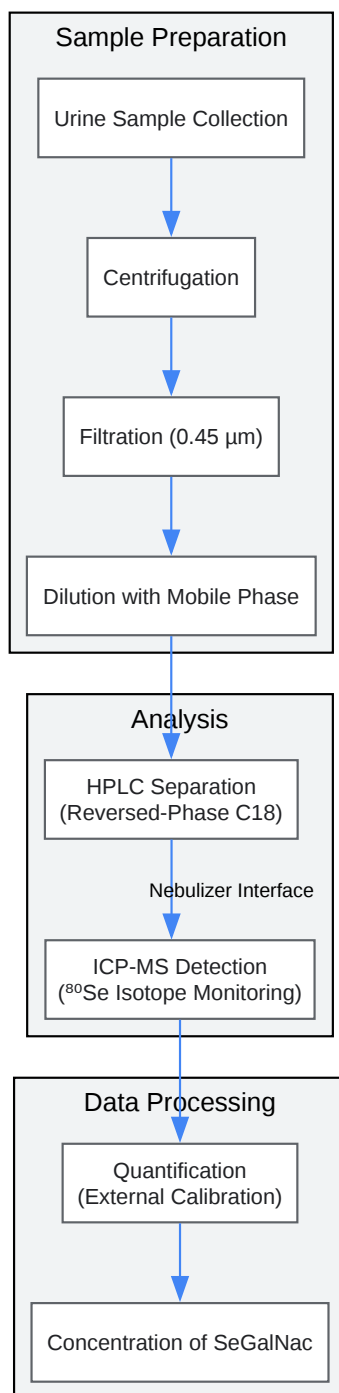 Sample Preparation
Urine Sample Collection
Centrifugation
Filtration (0.45 µm)
Dilution with Mobile Phase
Analysis
HPLC Separation
(Reversed-Phase C18)
Nebulizer Interface
ICP-MS Detection
(⁸⁰Se Isotope Monitoring)
Data Processing
Quantification
(External Calibration)
Concentration of SeGalNac